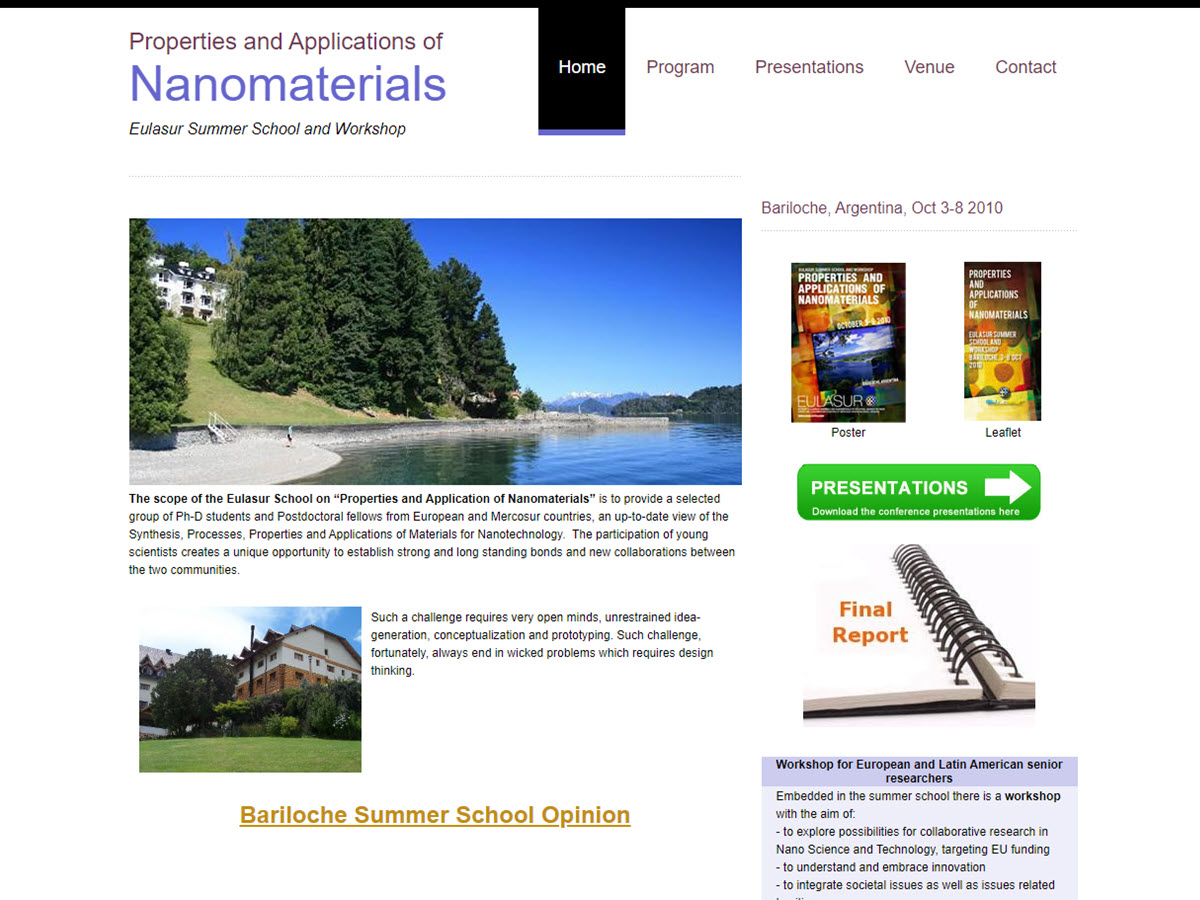 Properties and Applications of
Nanomaterials
Eulasur Summer School and Workshop
Home
Program
Presentations
Venue
Contact
Bariloche, Argentina, Oct 3-8 2010
EULASUR SUMMER SCHOOL AND WORKSHOP
PROPERTIES AND
APPLICATIONS OF
NANOMATERIALS
OCTOBER 3-8 2010
BARILOCHE, ARGENTINA
EULASUR
Poster
PROPERTIES
AND
APPLICATIONS
OF
NANOMATERIALS
EULASUR SUMMER
SCHOOL AND
WORKSHOP
BARILOCHE, 3-8 OCT
2010
Leaflet
PRESENTATIONS
Download the conference presentations here
Final
Report
The scope of the Eulasur School on “Properties and Application of Nanomaterials” is to provide a selected
group of Ph-D students and Postdoctoral fellows from European and Mercosur countries, an up-to-date view of the
Synthesis, Processes, Properties and Applications of Materials for Nanotechnology.  The participation of young
scientists creates a unique opportunity to establish strong and long standing bonds and new collaborations between
the two communities.
Such a challenge requires very open minds, unrestrained idea-
generation, conceptualization and prototyping. Such challenge,
fortunately, always end in wicked problems which requires design
thinking.
Bariloche Summer School Opinion
Workshop for European and Latin American senior
researchers
Embedded in the summer school there is a workshop
with the aim of:
- to explore possibilities for collaborative research in
Nano Science and Technology, targeting EU funding
- to understand and embrace innovation
- to integrate societal issues as well as issues related